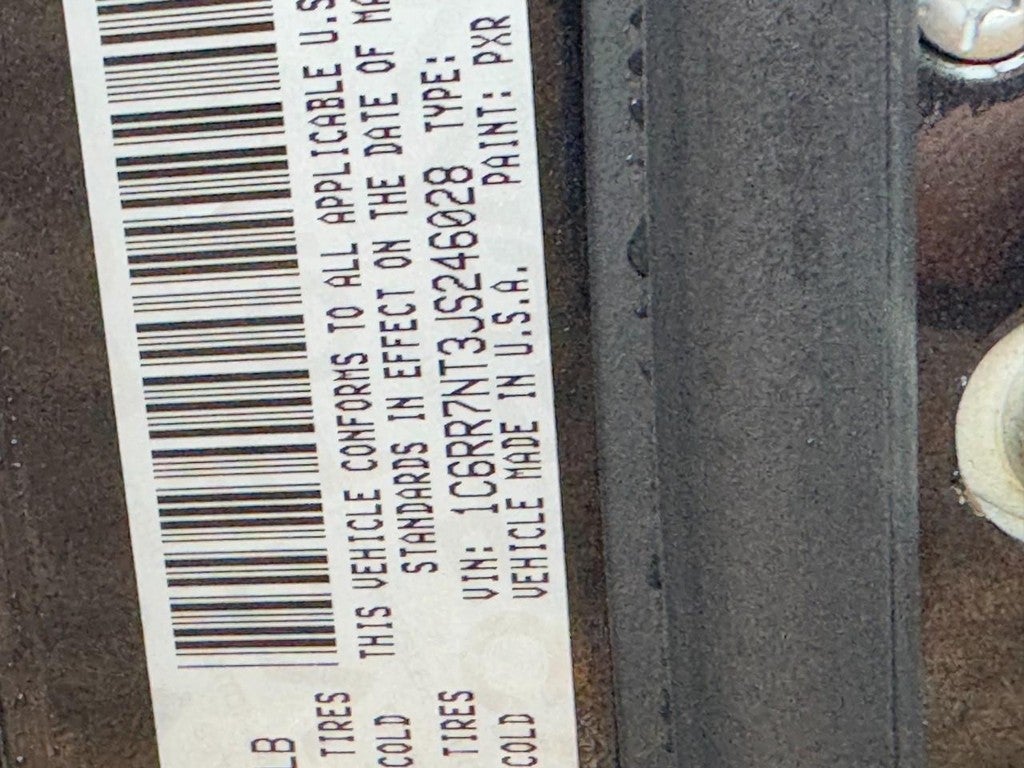 LB
TIRES
COLD
TIRES
COLD
THIS VEHICLE CONFORMS TO ALL APPLICABLE U.S
STANDARDS IN EFFECT ON THE DATE OF MA
VIN: 1C6RR7NT3JS246028 TYPE:
VEHICLE MADE IN U.S.A. PAINT: PXR